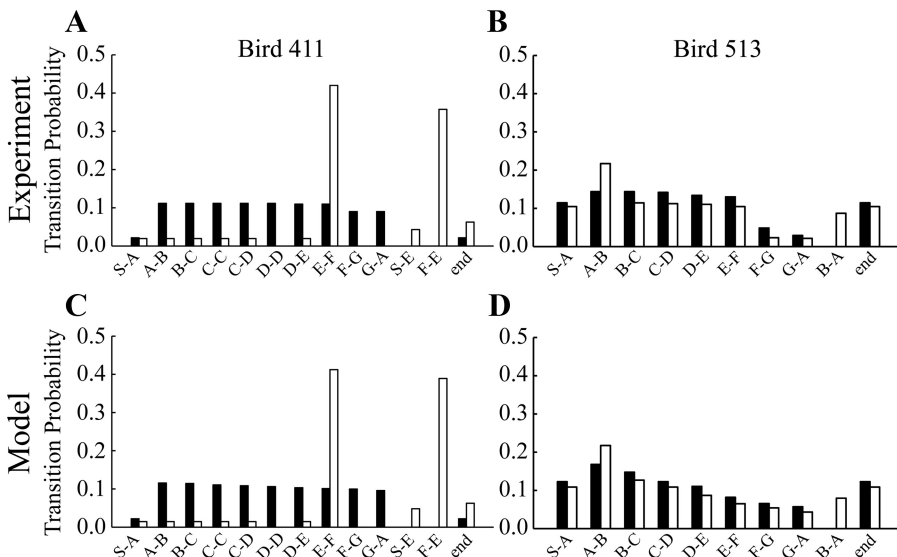 A
B
Bird 411
Bird 513
Experiment
Transition Probability
0.5
0.4
0.3
0.2
0.1
0.0
S-A
A-B
B-C
C-C
C-D
D-D
D-E
E-F
F-G
G-A
S-E
F-E
end
0.5
0.4
0.3
0.2
0.1
0.0
S-A
A-B
B-C
C-D
D-E
E-F
F-G
G-A
B-A
end
C
D
Model
Transition Probability
0.5
0.4
0.3
0.2
0.1
0.0
S-A
A-B
B-C
C-C
C-D
D-D
D-E
E-F
F-G
G-A
S-E
F-E
end
0.5
0.4
0.3
0.2
0.1
0.0
S-A
A-B
B-C
C-D
D-E
E-F
F-G
G-A
B-A
end